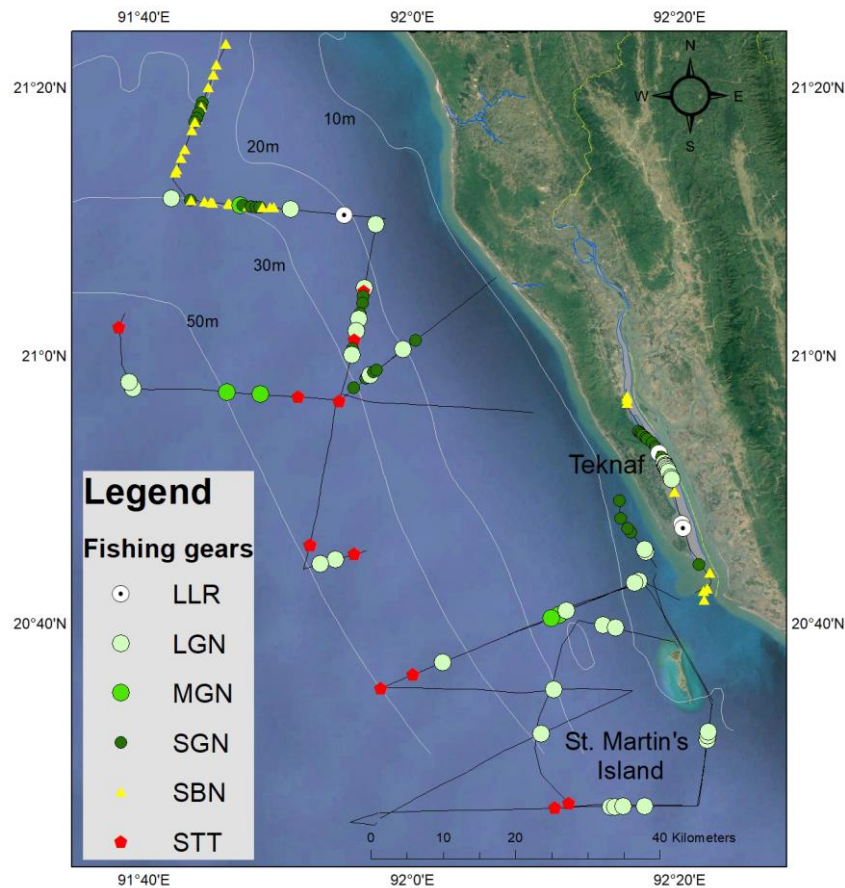 91°40'E 92°0'E 92°20'E
21°20'N 21°20'N
N
W E
S
10m
20m
30m
50m
21°0'N 21°0'N
Teknaf
Legend
Fishing gears
LLR
LGN
MGN
SGN
SBN
STT
20°40'N 20°40'N
St. Martin's
Island
0 10 20 40 Kilometers
91°40'E 92°0'E 92°20'E